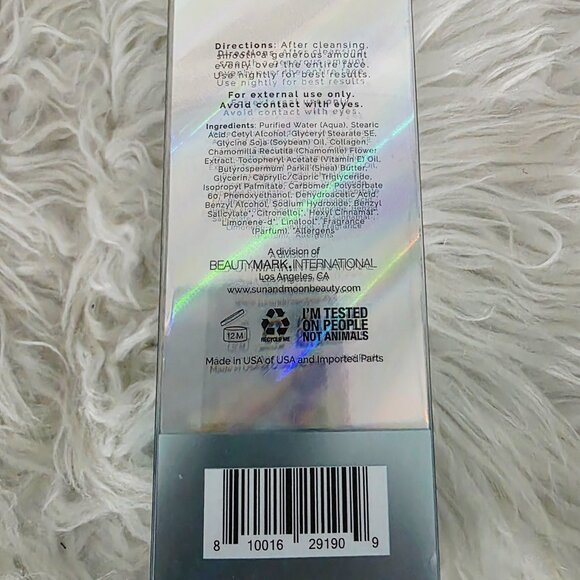 Directions: After cleansing,
smooth a generous amount
evenly over the entire face.
Use nightly for best results.
For external use only.
Avoid contact with eyes.
Ingredients: Purified Water (Aqua), Stearic
Acid, Cetyl Alcohol, Glyceryl Stearate SE,
Glycine Soja (Soybean) Oil, Collagen,
Chamomilla Recutita (Chamomile) Flower
Extract, Tocopheryl Acetate (Vitamin E) Oil,
Butyrospermum Parkii (Shea) Butter,
Glycerin, Caprylic/Capric Triglyceride,
Isopropyl Palmitate, Carbomer, Polysorbate
60, Phenoxyethanol, Dehydroacetic Acid,
Benzyl Alcohol, Sodium Hydroxide, Benzyl
Salicylate*, Citronellol*, Hexyl Cinnamal*,
Limonene-d*, Linalool*, Fragrance
(Parfum). *Allergens
A division of
BEAUTYMARK. INTERNATIONAL
Los Angeles, CA
www.sunandmoonbeauty.com
12 M
RECYCLE ME
I'M TESTED
ON PEOPLE
NOT ANIMALS
Made in USA of USA and Imported Parts
8 10016 29190 9